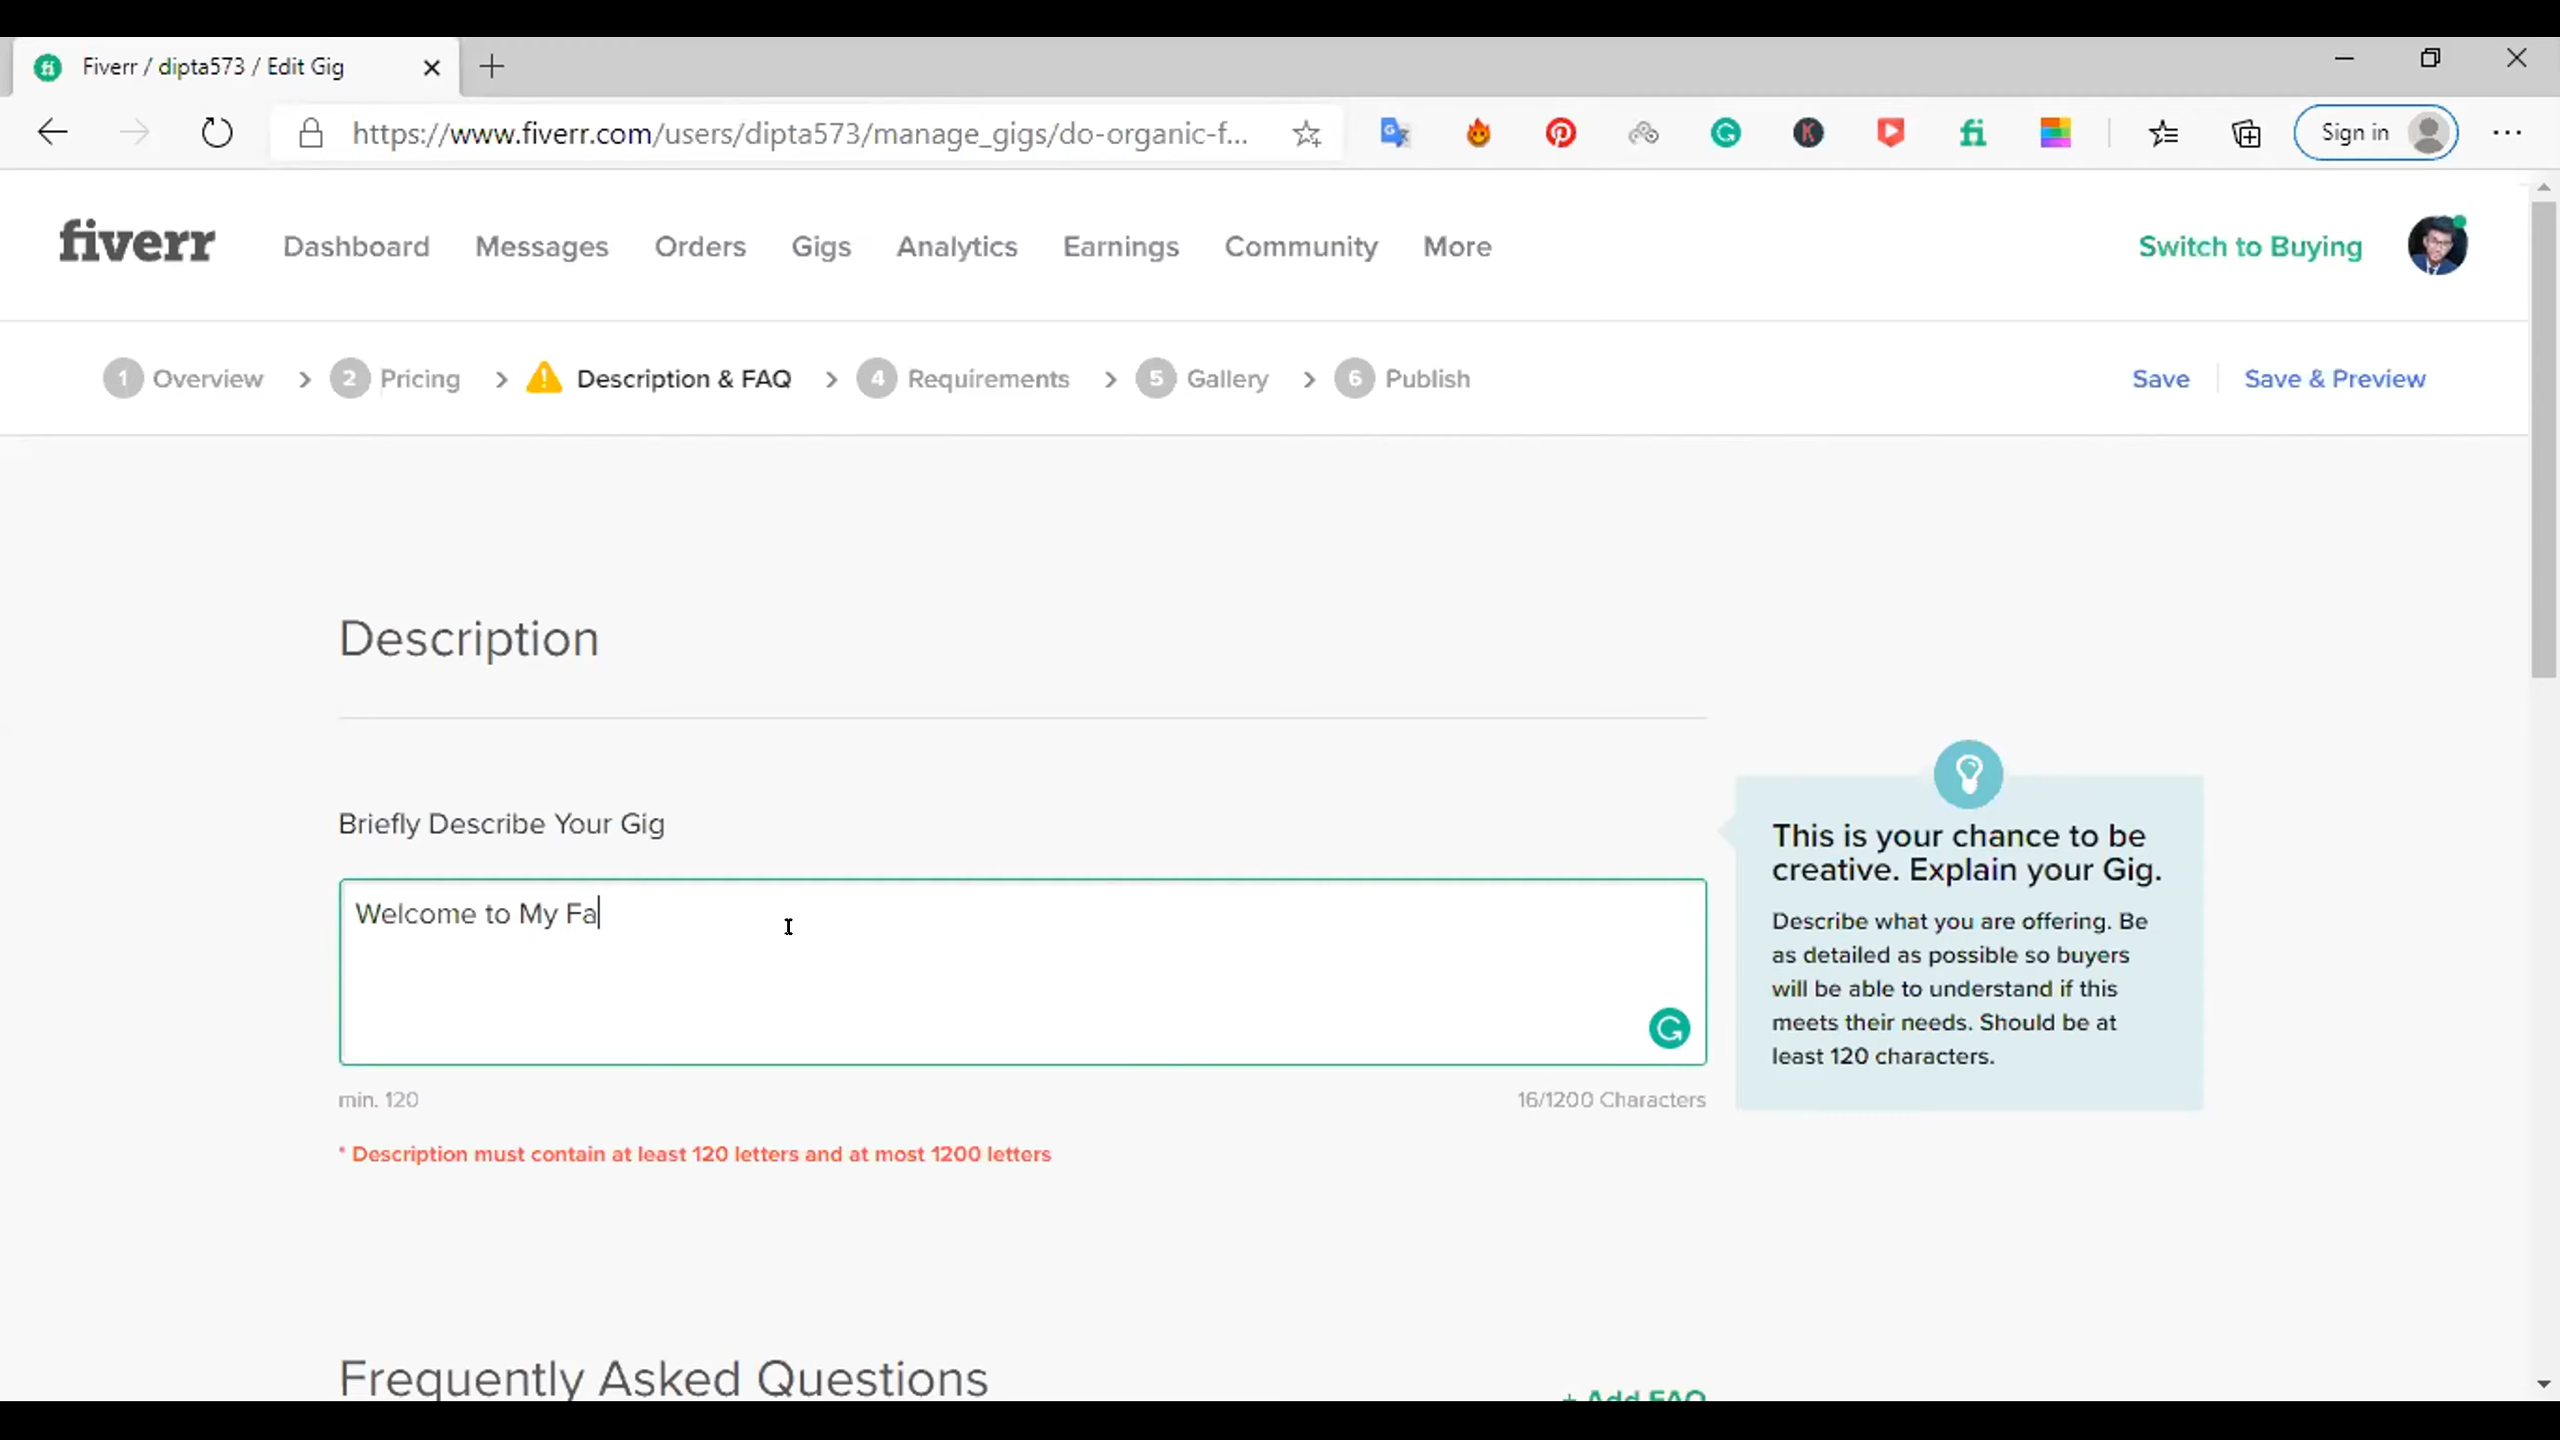 Fiverr / dipta573 / Edit Gig
https://www.fiverr.com/users/dipta573/manage_gigs/do-organic-f...
Sign in
fiverr Dashboard Messages Orders Gigs Analytics Earnings Community More Switch to Buying
1 Overview > 2 Pricing > Description & FAQ > 4 Requirements > 5 Gallery > 6 Publish Save Save & Preview
Description
Briefly Describe Your Gig
Welcome to My Fa
min. 120 16/1200 Characters
* Description must contain at least 120 letters and at most 1200 letters
This is your chance to be
creative. Explain your Gig.
Describe what you are offering. Be
as detailed as possible so buyers
will be able to understand if this
meets their needs. Should be at
least 120 characters.
Frequently Asked Questions
+ Add FAQ